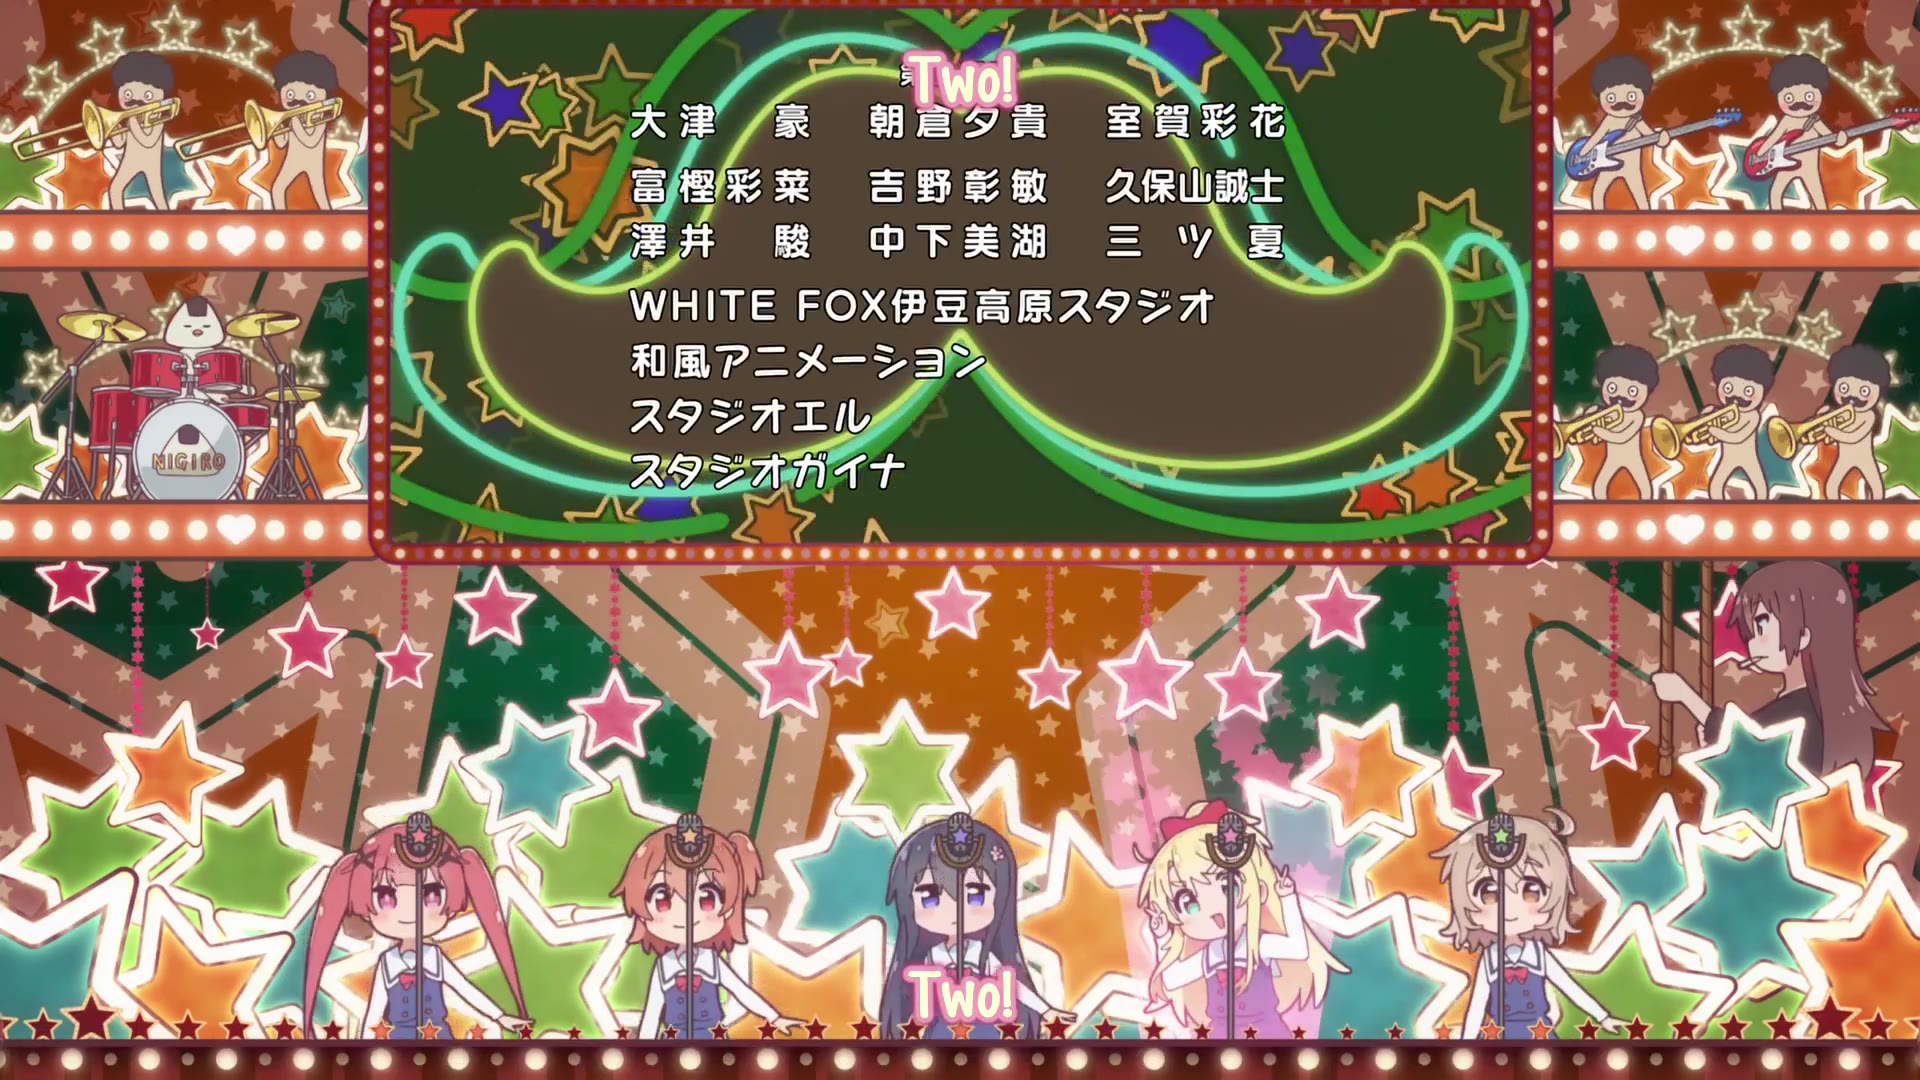 Two!
大津 豪 朝倉夕貴 室賀彩花
富樫彩菜 吉野彰敏 久保山誠士
澤井 駿 中下美湖 三ツ夏
WHITE FOX伊豆高原スタジオ
和風アニメーション
スタジオエル
スタジオガイナ
NIGIRO
Two!